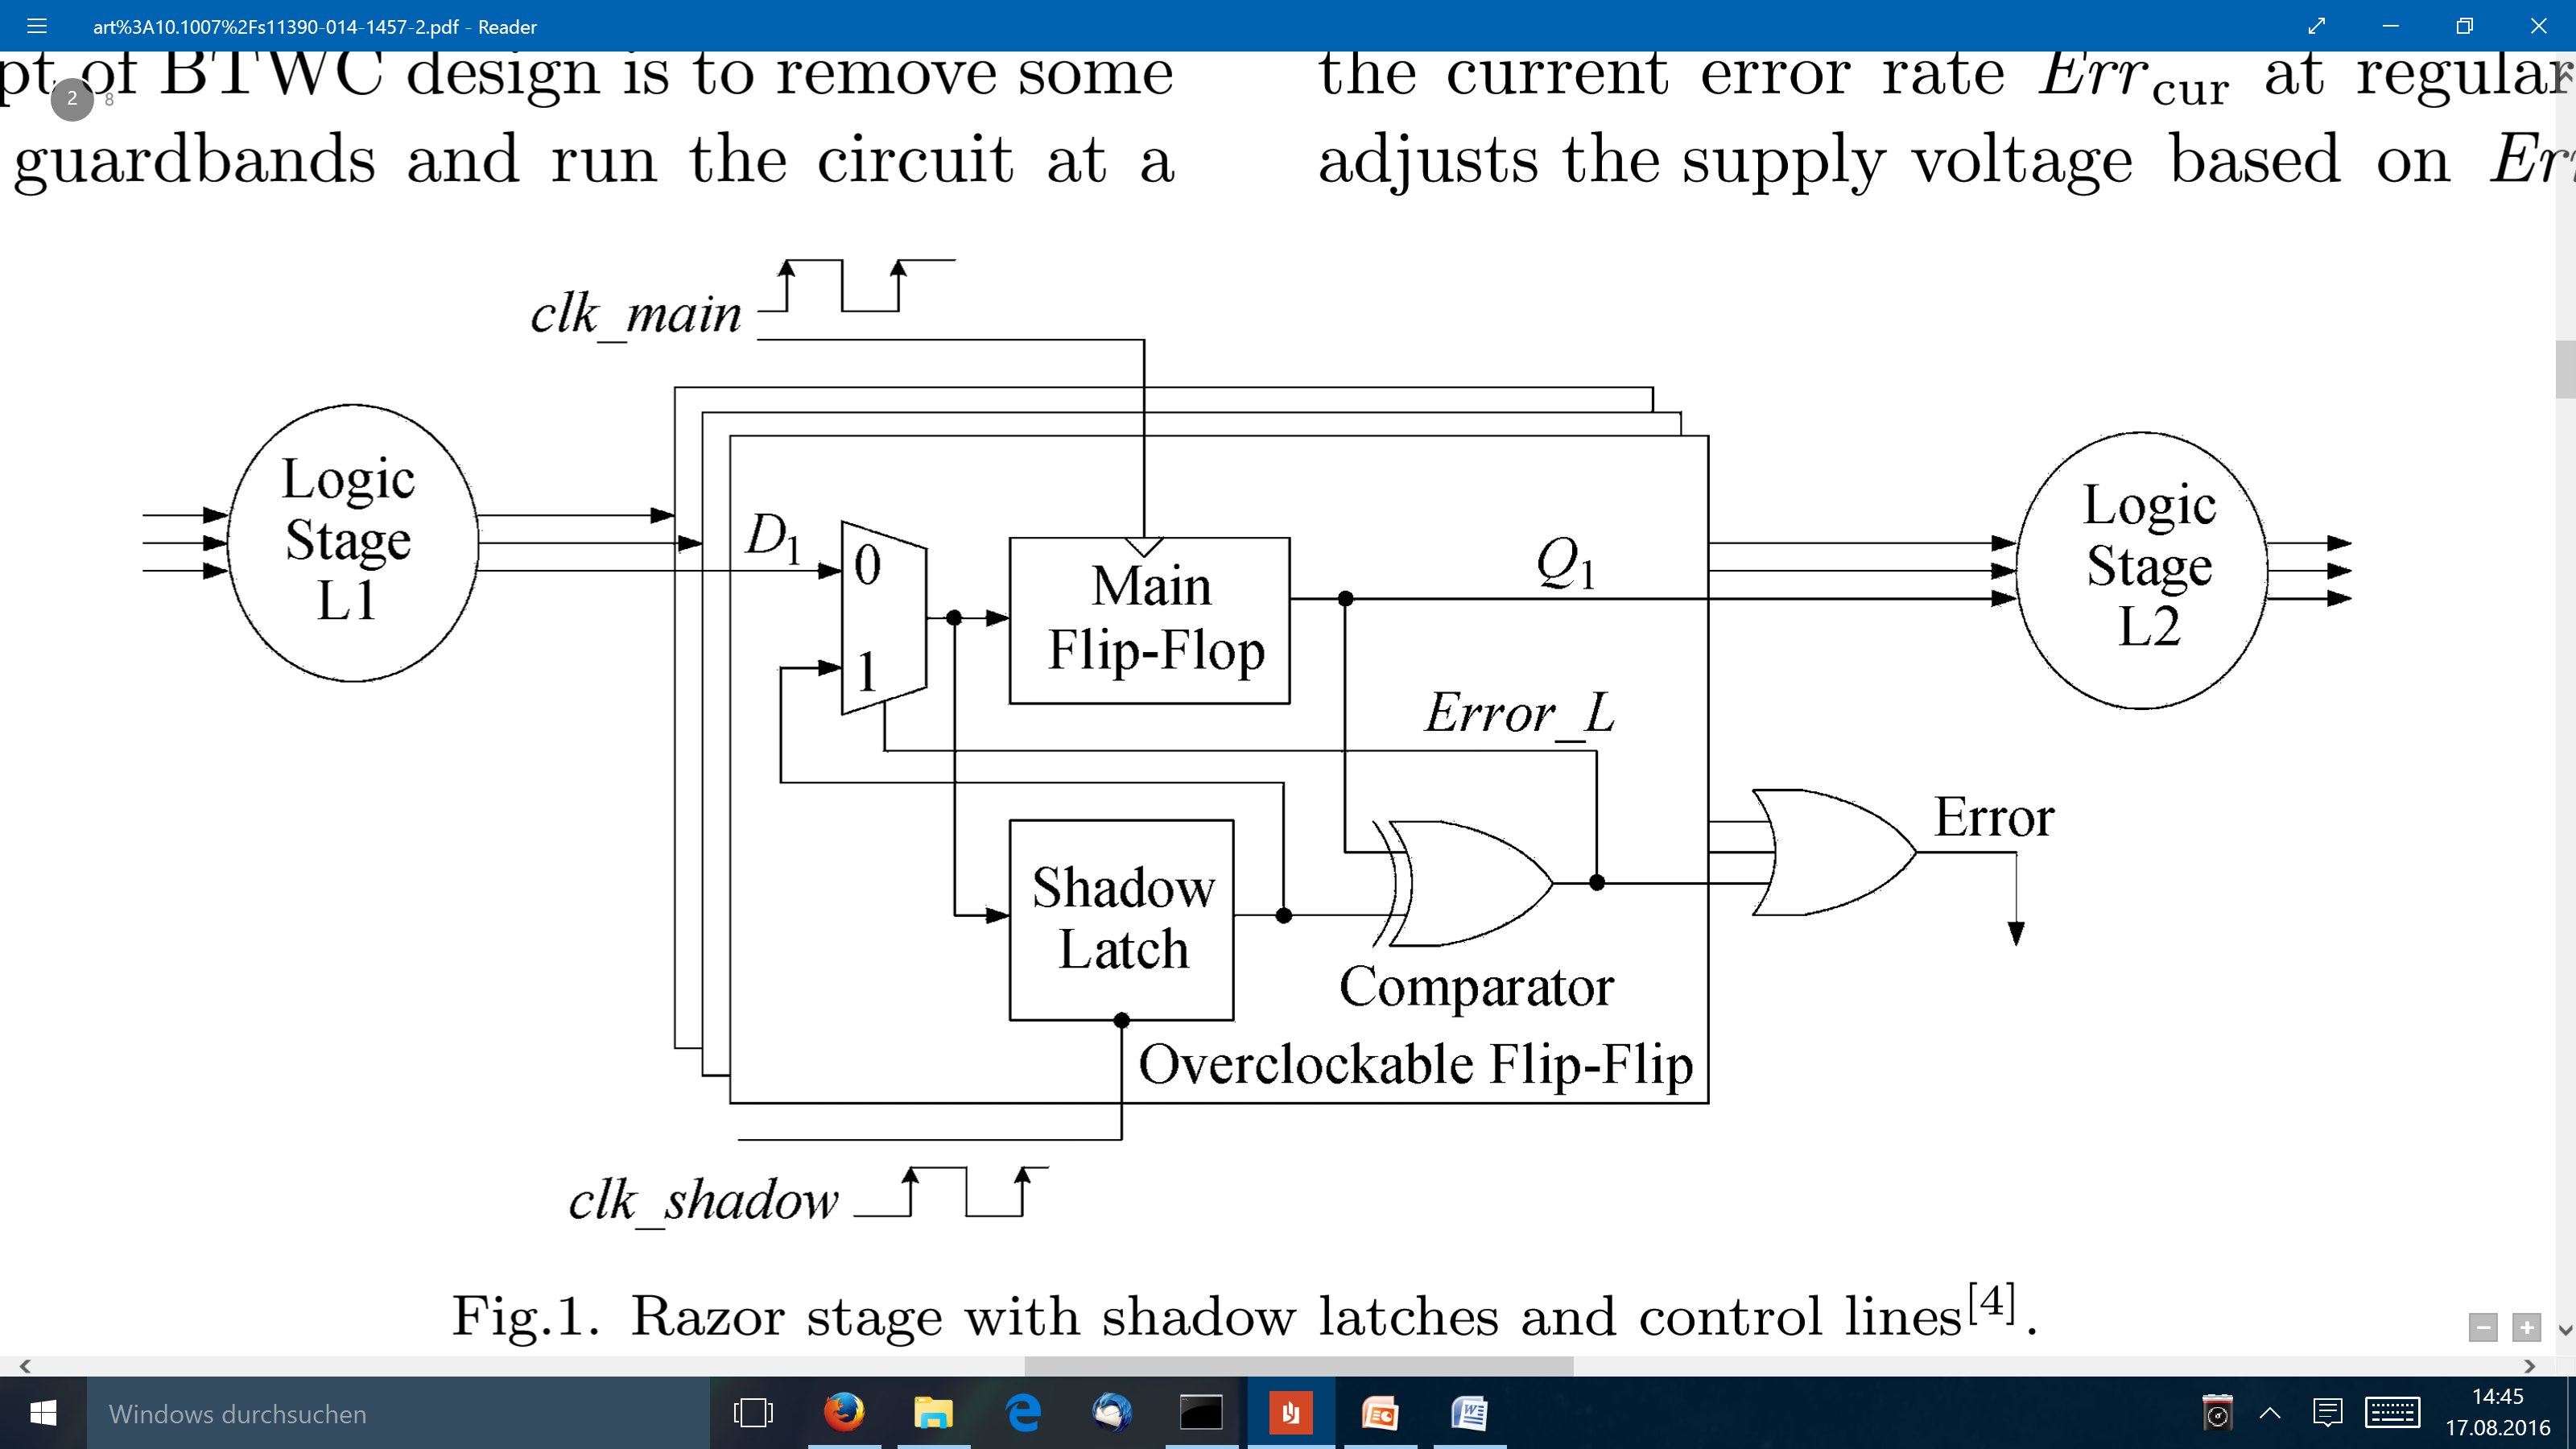 art%3A10.1007%2Fs11390-014-1457-2.pdf - Reader
2 8
of BTWC design is to remove some
guardbands and run the circuit at a
the current error rate Err_cur at regular
adjusts the supply voltage based on
clk_main
Logic
Stage
L1
D1
0
1
Main
Flip-Flop
Q1
Logic
Stage
L2
Error_L
Shadow
Latch
Error
Comparator
Overclockable Flip-Flip
clk_shadow
Fig.1. Razor stage with shadow latches and control lines[4].
Windows durchsuchen
14:45
17.08.2016